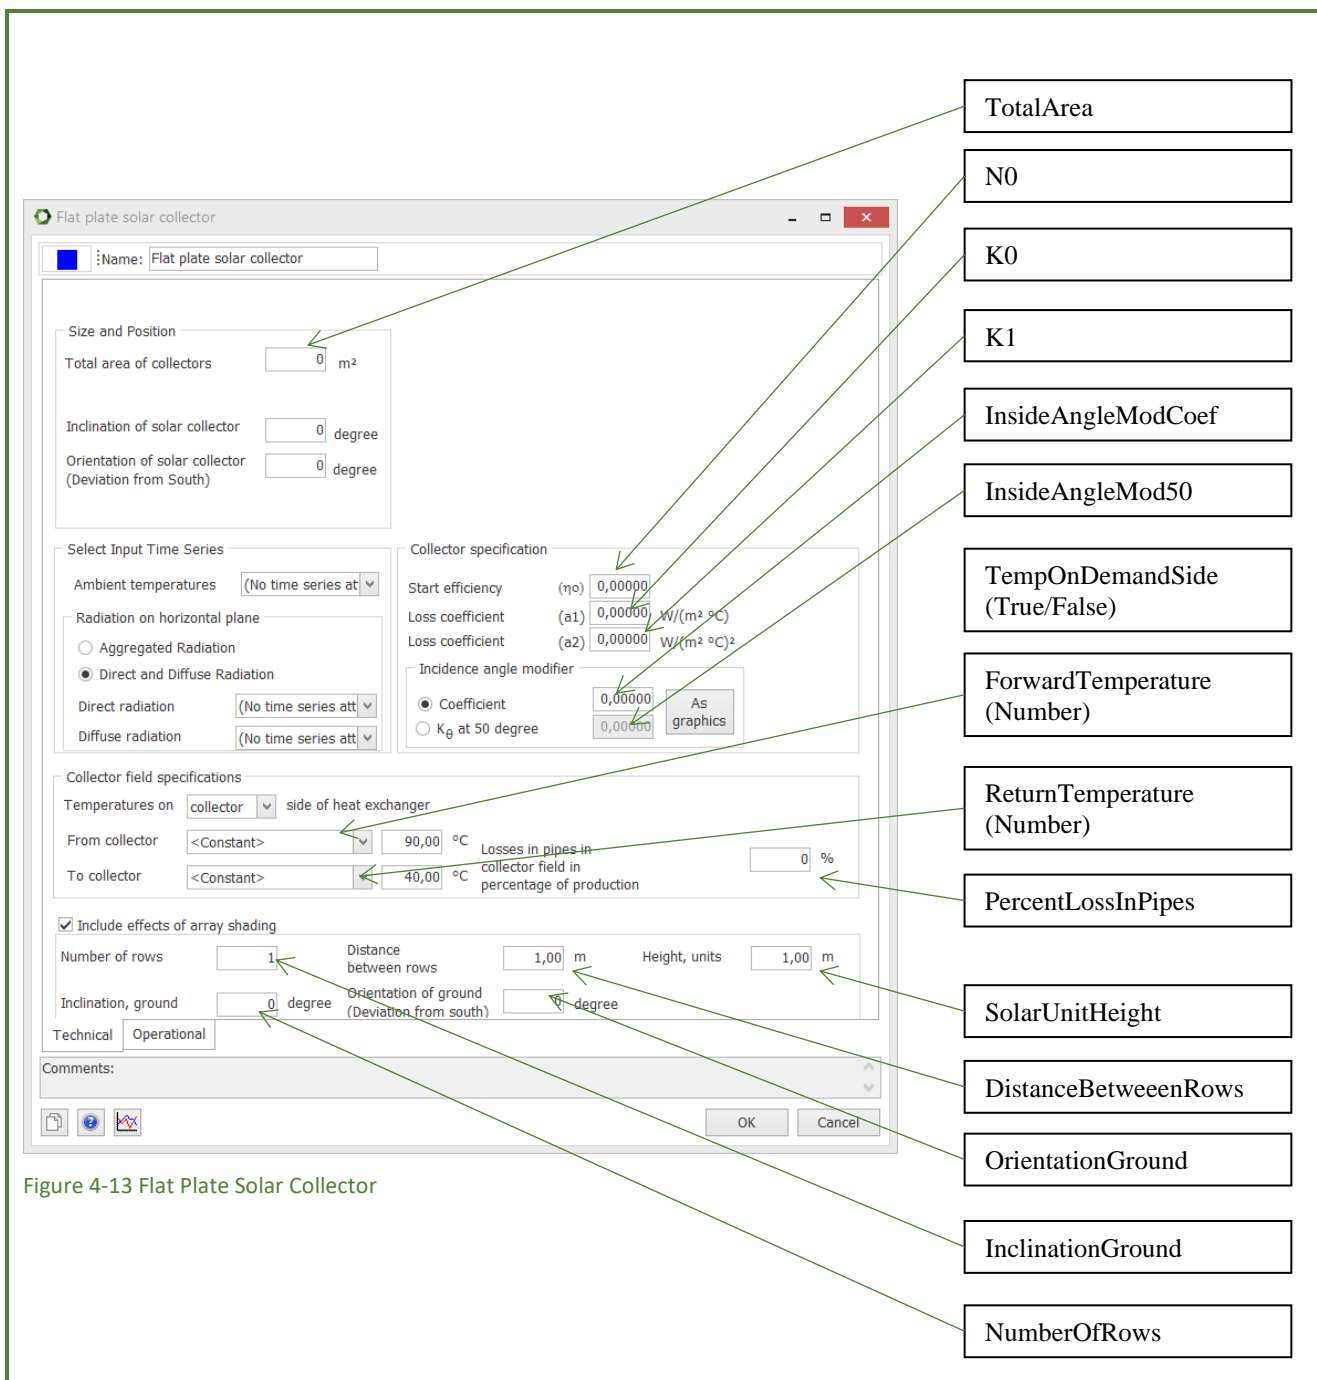 TotalArea
N0
K0
K1
InsideAngleModCoef
InsideAngleMod50
TempOnDemandSide
(True/False)
ForwardTemperature
(Number)
ReturnTemperature
(Number)
PercentLossInPipes
SolarUnitHeight
DistanceBetweeenRows
OrientationGround
InclinationGround
NumberOfRows
Flat plate solar collector
Name: Flat plate solar collector
Size and Position
Total area of collectors 0 m²
Inclination of solar collector 0 degree
Orientation of solar collector 0 degree
(Deviation from South)
Select Input Time Series
Ambient temperatures (No time series at
Radiation on horizontal plane
Aggregated Radiation
Direct and Diffuse Radiation
Direct radiation (No time series att
Diffuse radiation (No time series att
Collector specification
Start efficiency (ηo) 0,00000
Loss coefficient (a1) 0,00000 W/(m² °C)
Loss coefficient (a2) 0,00000 W/(m² °C)²
Incidence angle modifier
Coefficient 0,00000
Kθ at 50 degree 0,00000
As
graphics
Collector field specifications
Temperatures on collector side of heat exchanger
From collector <Constant> 90,00 °C
To collector <Constant> 40,00 °C
Losses in pipes in
collector field in
percentage of production
0 %
Include effects of array shading
Number of rows 1
Distance
between rows
1,00 m
Height, units 1,00 m
Inclination, ground 0 degree
Orientation of ground
(Deviation from south)
0 degree
Technical Operational
Comments:
OK Cancel
Figure 4-13 Flat Plate Solar Collector